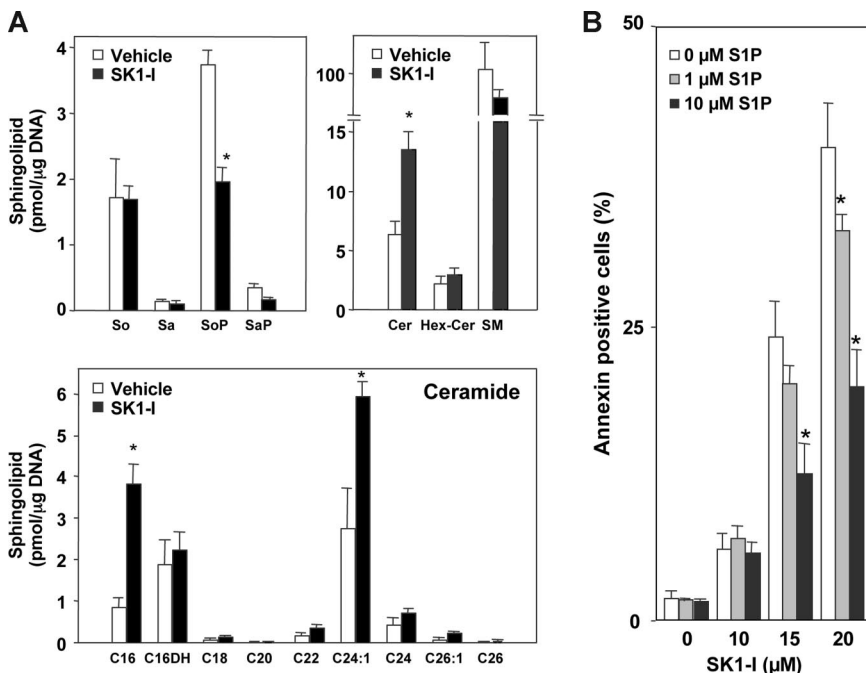 A
Sphingolipid
(pmol/µg DNA)
4
3
2
1
0
Vehicle
SK1-I
*
So Sa SoP SaP
100
15
10
5
0
Vehicle
SK1-I
*
Cer Hex-Cer SM
Sphingolipid
(pmol/µg DNA)
6
5
4
3
2
1
0
Vehicle
SK1-I
Ceramide
*
*
C16 C16DH C18 C20 C22 C24:1 C24 C26:1 C26
B
Annexin positive cells (%)
50
25
0
0 µM S1P
1 µM S1P
10 µM S1P
*
*
*
0 10 15 20
SK1-I (µM)